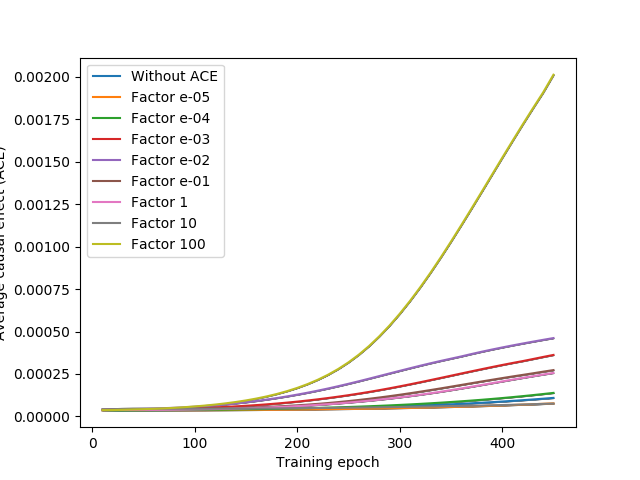 0.00200
0.00175
0.00150
0.00125
0.00100
0.00075
0.00050
0.00025
0.00000
Average causal effect (ACE)
Without ACE
Factor e-05
Factor e-04
Factor e-03
Factor e-02
Factor e-01
Factor 1
Factor 10
Factor 100
0 100 200 300 400
Training epoch